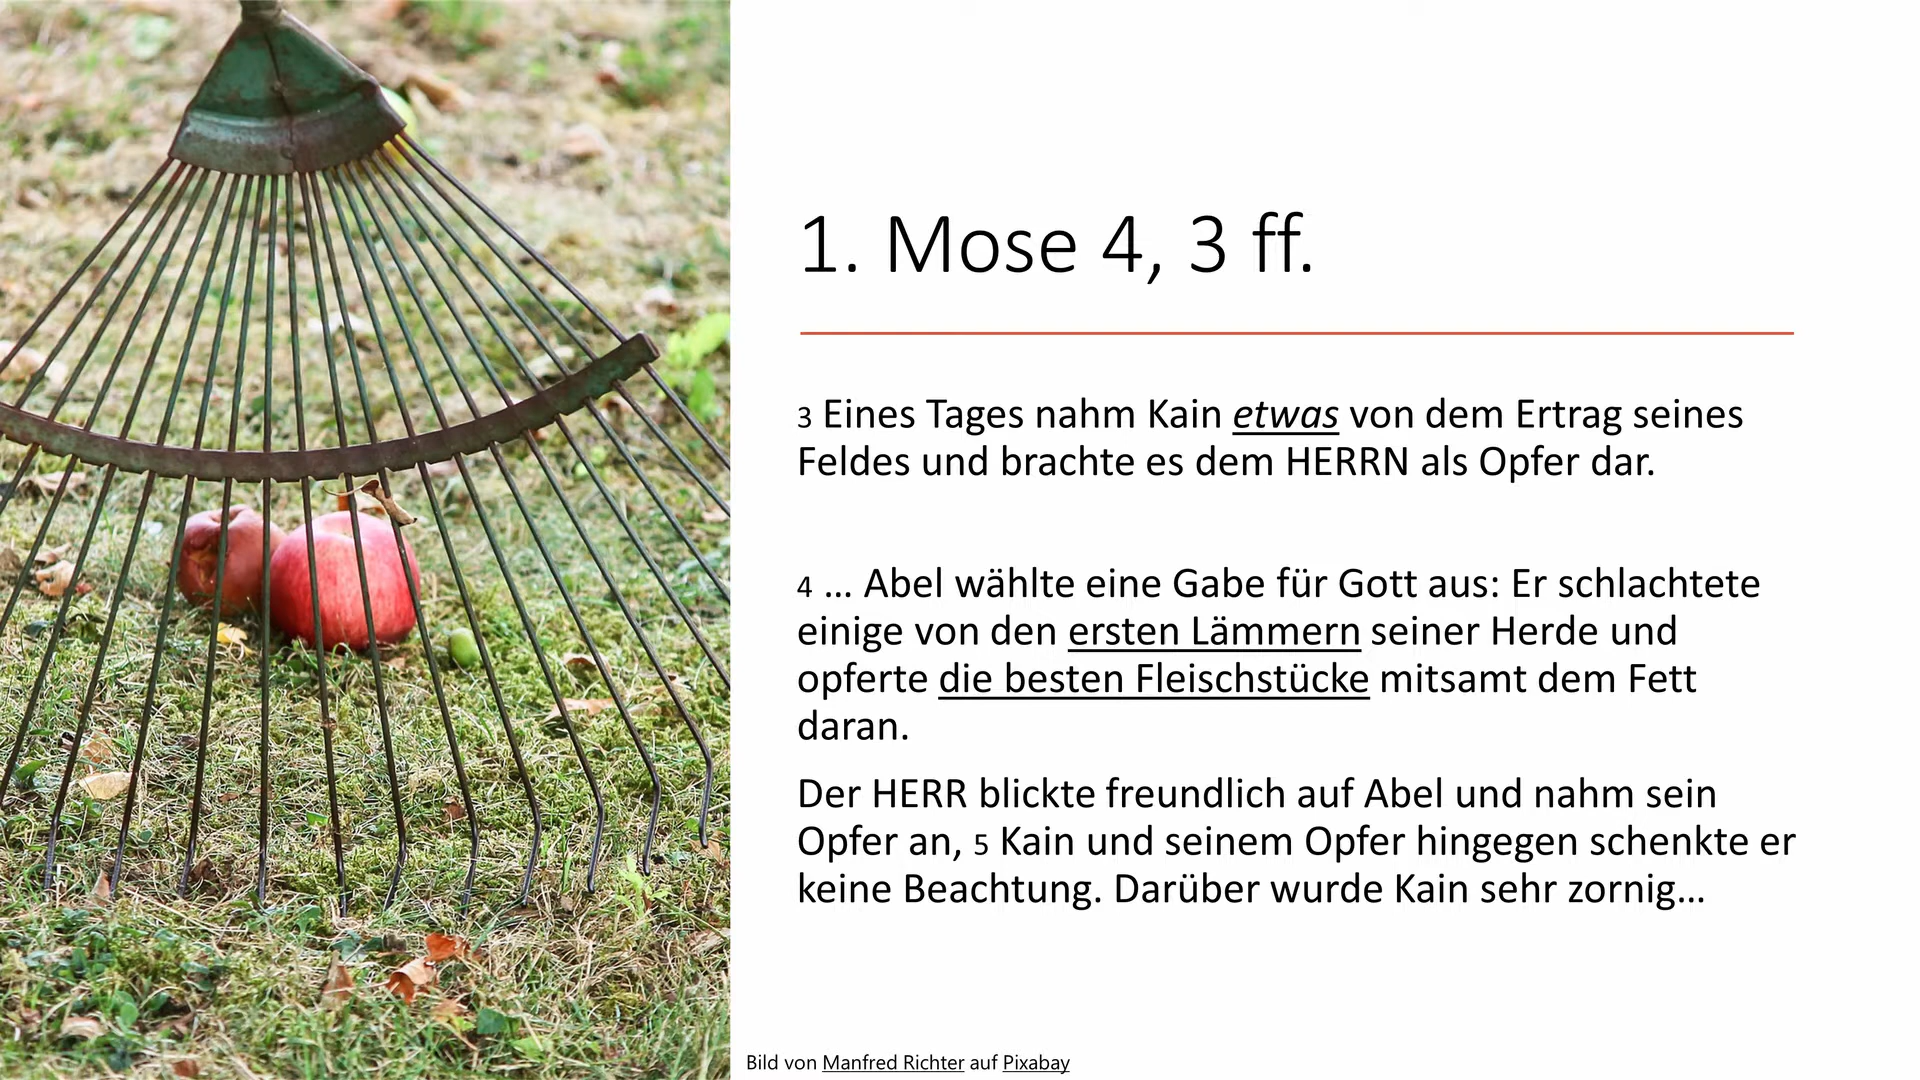 1. Mose 4, 3 ff.
3 Eines Tages nahm Kain etwas von dem Ertrag seines
Feldes und brachte es dem HERRN als Opfer dar.
4 … Abel wählte eine Gabe für Gott aus: Er schlachtete
einige von den ersten Lämmern seiner Herde und
opferte die besten Fleischstücke mitsamt dem Fett
daran.
Der HERR blickte freundlich auf Abel und nahm sein
Opfer an, 5 Kain und seinem Opfer hingegen schenkte er
keine Beachtung. Darüber wurde Kain sehr zornig…
Bild von Manfred Richter auf Pixabay